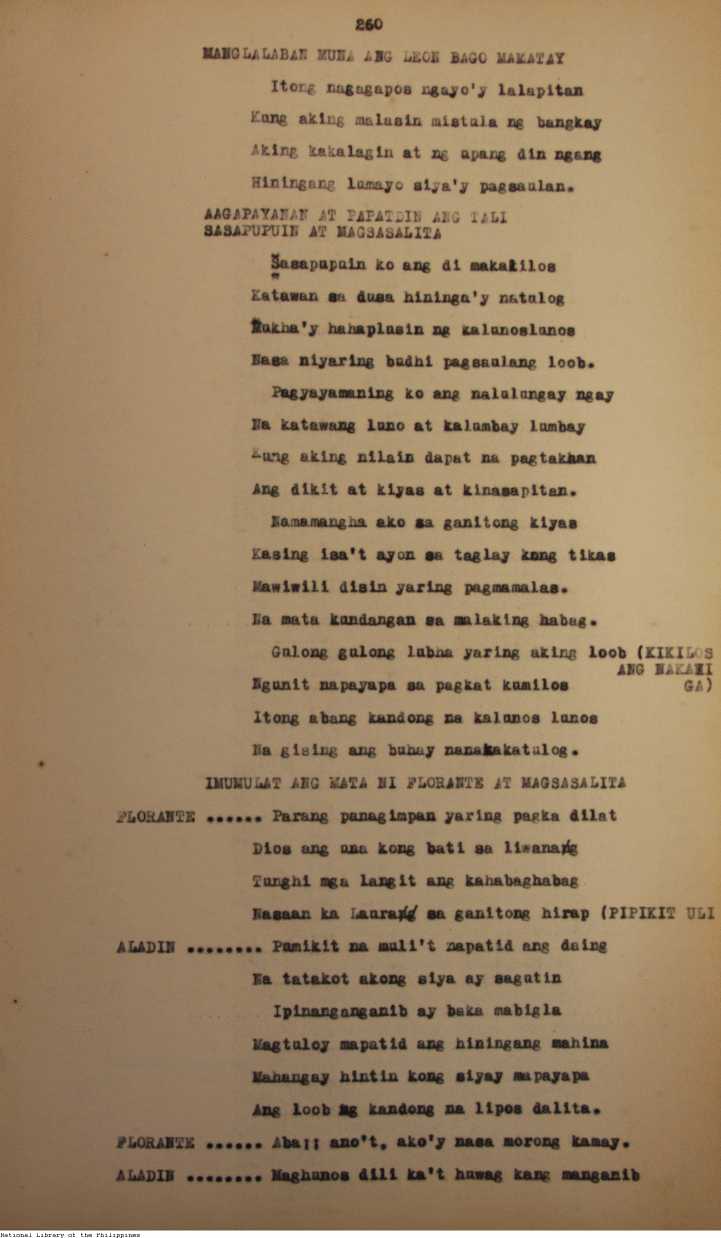 260
MANGLALABAN MUNA ANG LEON BAGO MAKATAY
Itong nagagapos ngayo'y lalapitan
Kung aking malasin mistula ng bangkay
Aking kakalagin at ng upang din ngang
Hiningang lumayo siya'y pagsaulan.
AAGAPAYANAN AT PAPATDIN ANG TALI
SASAPUPUIN AT MAGSASALITA
Sasapupuin ko ang di makakilos
Katawan sa dusa hininga'y natulog
Mukha'y hahaplusin ng kalunoslunos
Nasa niyaring budhi pagsaulang loob.
Pagyayamaning ko ang nalulungay ngay
Na katawang luno at kalumbay lumbay
Kung aking nilain dapat na pagtakhan
Ang dikit at kiyas at kinasapitan.
Namamangha ako sa ganitong kiyas
Kasing isa't ayon sa taglay kong tikas
Mawiwili disin yaring pagmamalas.
Na mata kundangan sa malaking habag.
Gulong gulong lubha yaring aking loob (KIKILOS
ANG NAKAHI
Ngunit napayapa sa pagkat kumilos GA)
Itong abang kandong na kalunos lunos
Na gising ang buhay nanakakatulog.
IMUMULAT ANG MATA NI FLORANTE AT MAGSASALITA
FLORANTE ...... Parang panagimpan yaring pagka dilat
Dios ang una kong bati sa liwanag
Tunghi mga langit ang kahabaghabag
Nasaan ka Laura sa ganitong hirap (PIPIKIT ULI
ALADIN ........ Pumikit na muli't napatid ang daing
Na tatakot akong siya ay sagutin
Ipinanganganib ay baka mabigla
Magtuloy mapatid ang hiningang mahina
Mahangay hintin kong siyay mapayapa
Ang loob ng kandong na lipos dalita.
FLORANTE ...... Aba;; ano't, ako'y nasa morong kamay.
ALADIN ........ Maghunos dili ka't huwag kang manganib
National Library of the Philippines